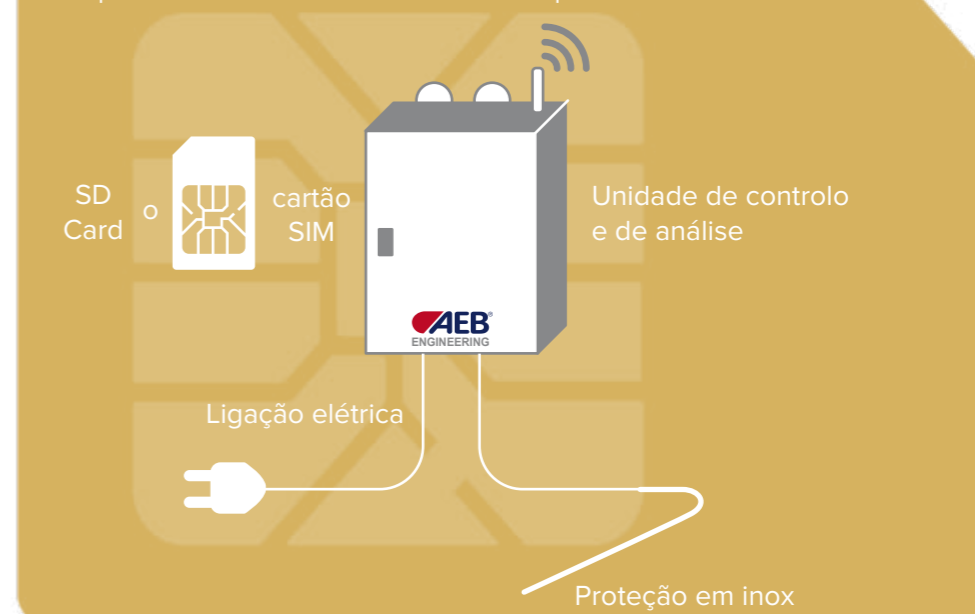 SD
Card
o
cartão
SIM
Unidade de controlo
e de análise
AEB®
ENGINEERING
Ligação elétrica
Proteção em inox